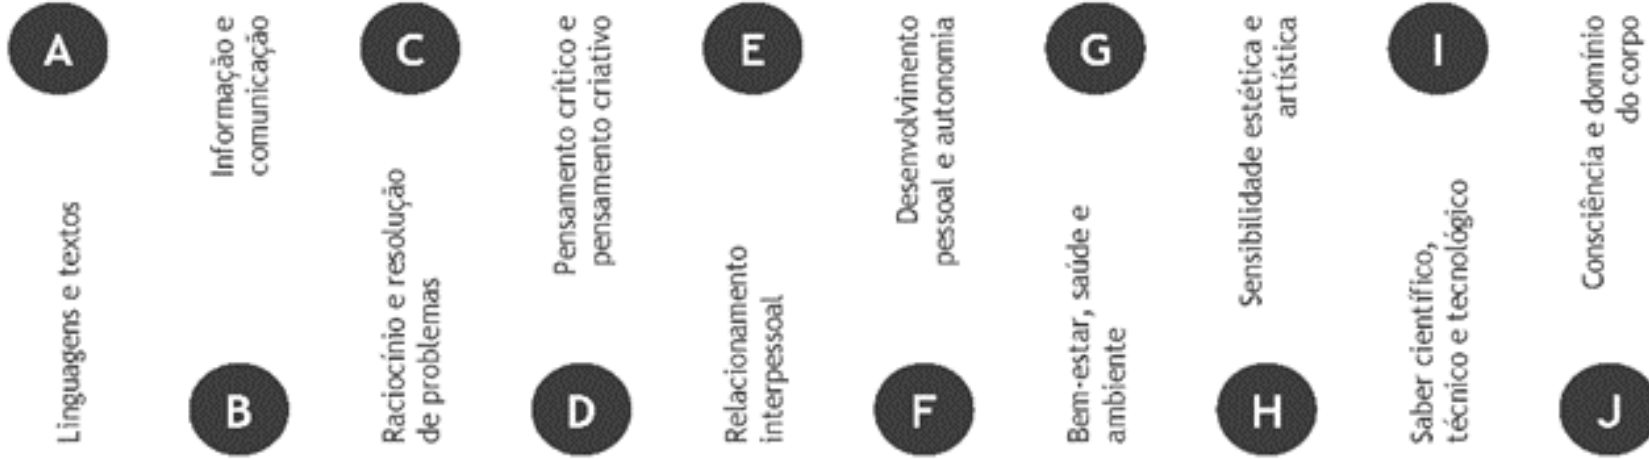 A
Linguagens e textos
B
Informação e
comunicação
C
Raciocínio e resolução
de problemas
D
Pensamento crítico e
pensamento criativo
E
Relacionamento
interpessoal
F
Desenvolvimento
pessoal e autonomia
G
Bem-estar, saúde e
ambiente
H
Sensibilidade estética e
artística
I
Saber científico,
técnico e tecnológico
J
Consciência e domínio
do corpo